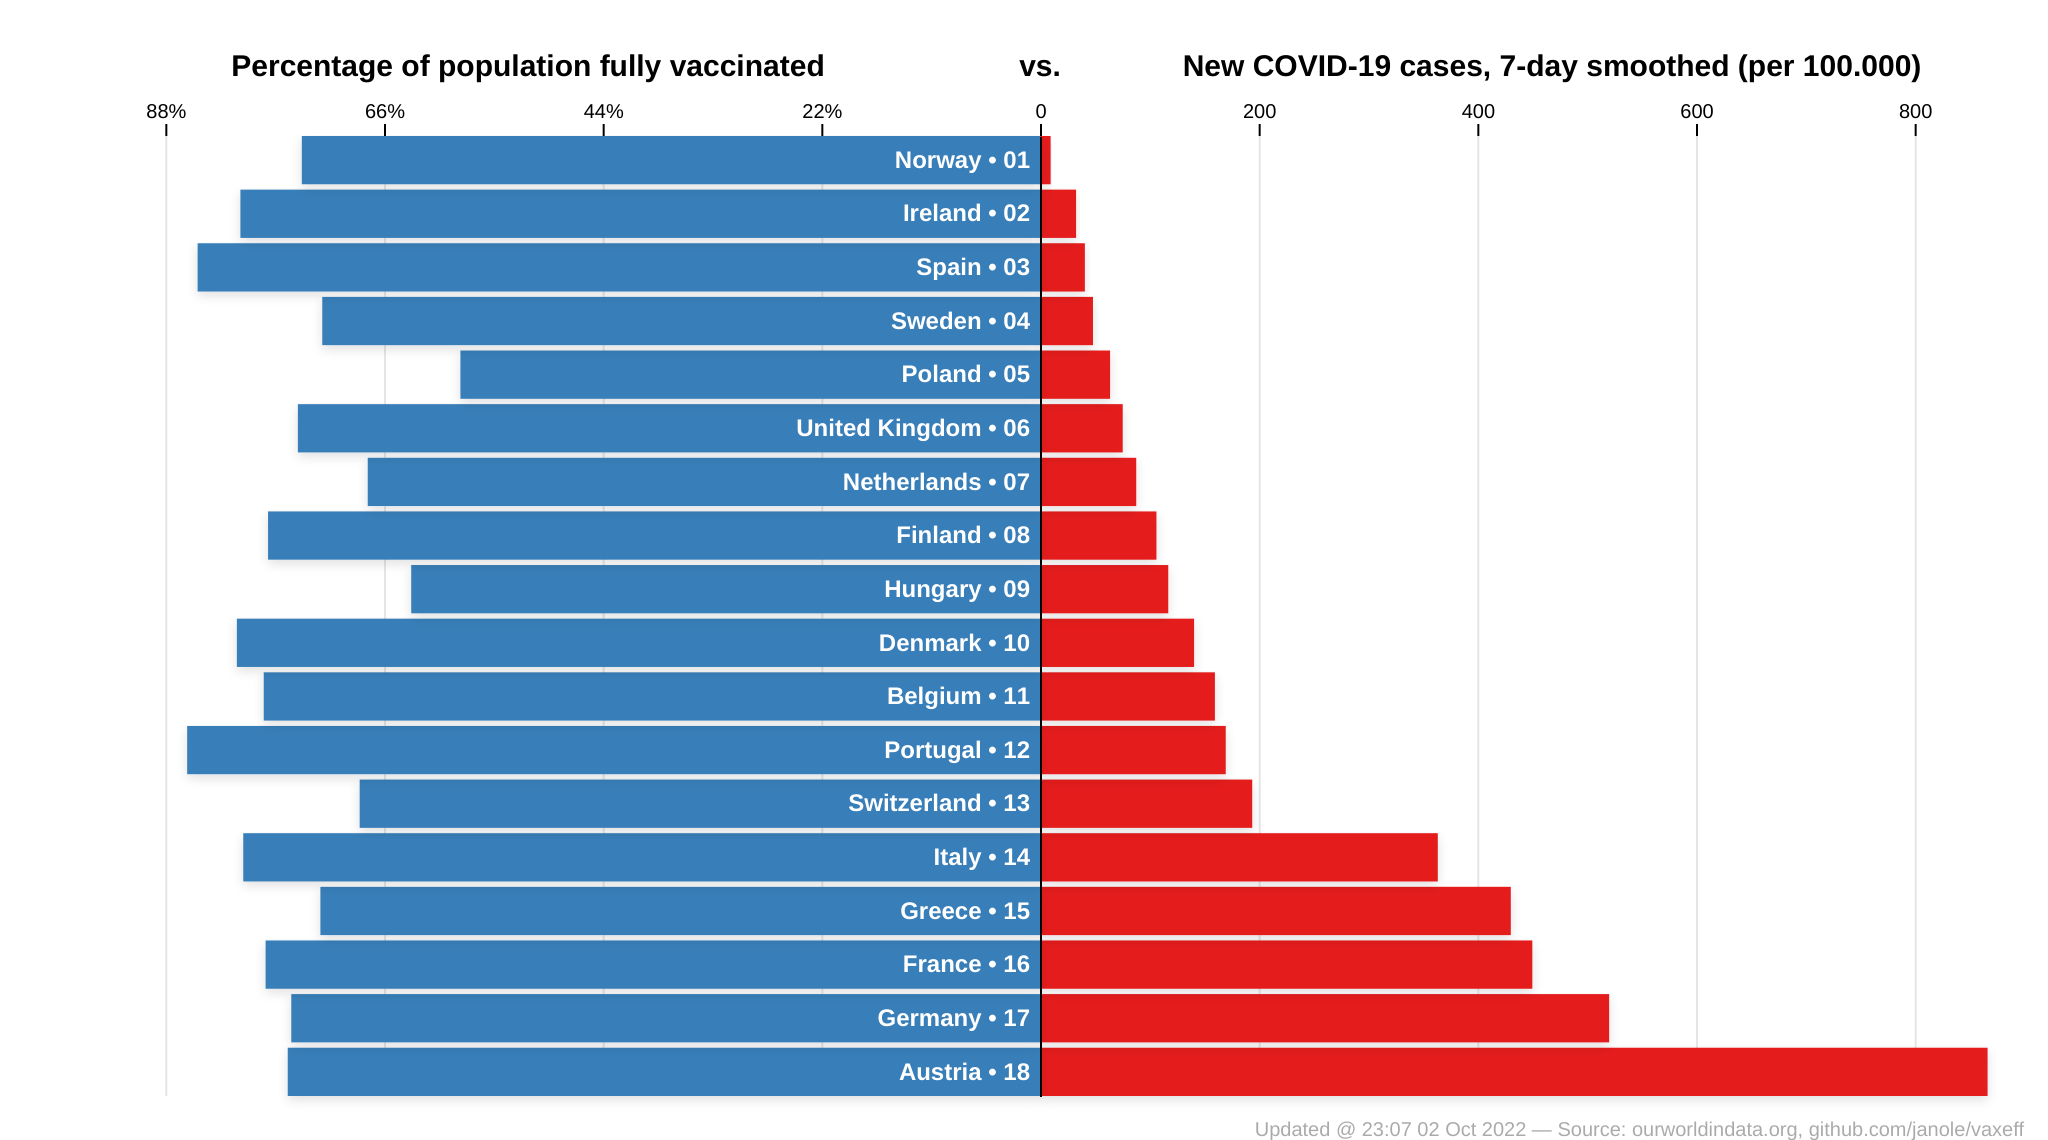 Percentage of population fully vaccinated vs. New COVID-19 cases, 7-day smoothed (per 100.000)
88% 66% 44% 22% 0 200 400 600 800
Norway • 01
Ireland • 02
Spain • 03
Sweden • 04
Poland • 05
United Kingdom • 06
Netherlands • 07
Finland • 08
Hungary • 09
Denmark • 10
Belgium • 11
Portugal • 12
Switzerland • 13
Italy • 14
Greece • 15
France • 16
Germany • 17
Austria • 18
Updated @ 23:07 02 Oct 2022 — Source: ourworldindata.org, github.com/janole/vaxeff